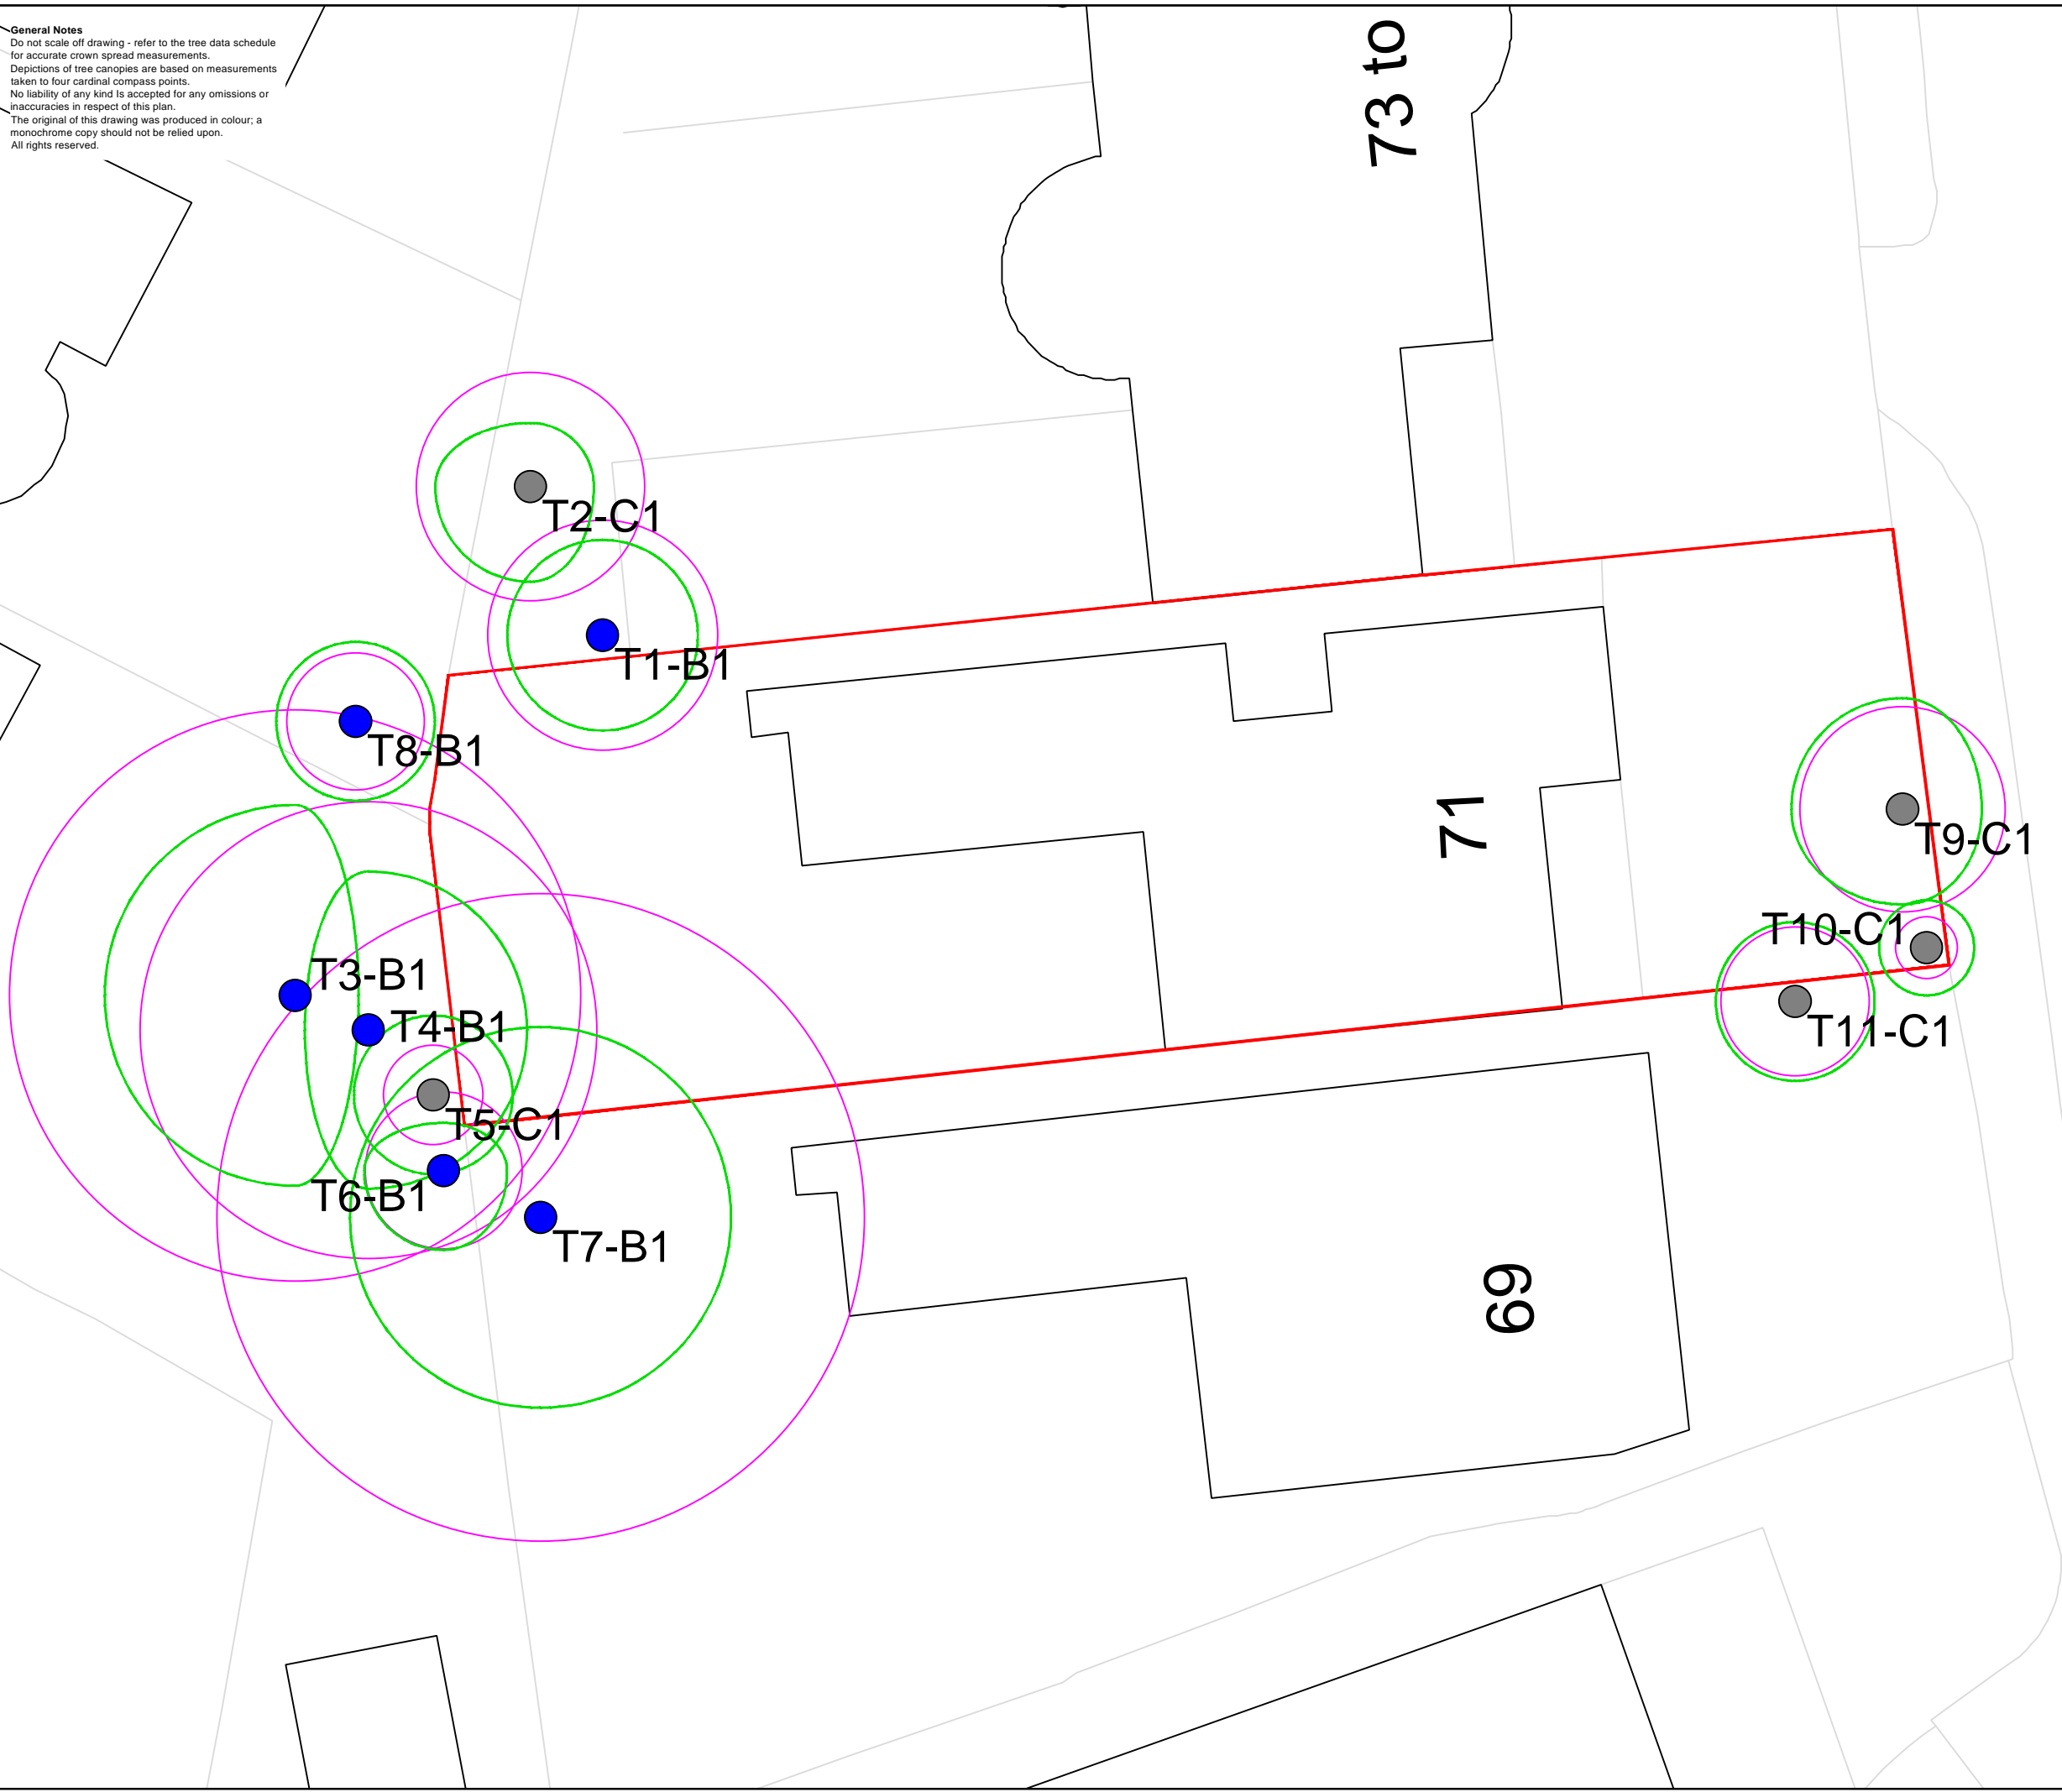 General Notes
Do not scale off drawing - refer to the tree data schedule
for accurate crown spread measurements.
Depictions of tree canopies are based on measurements
taken to four cardinal compass points.
No liability of any kind Is accepted for any omissions or
inaccuracies in respect of this plan.
The original of this drawing was produced in colour; a
monochrome copy should not be relied upon.
All rights reserved.
73 to
T2-C1
T1-B1
T8-B1
71
T9-C1
T10-C1
T3-B1
T4-B1
T11-C1
T5-C1
T6-B1
T7-B1
69